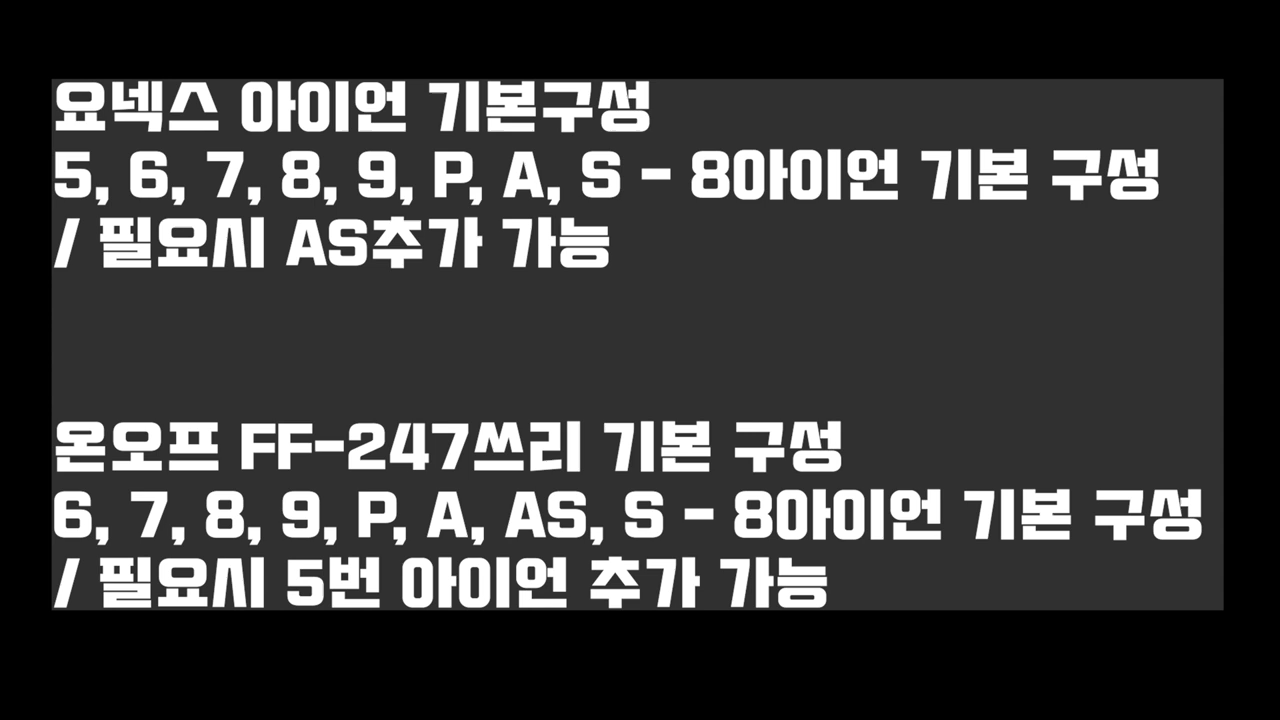 요넥스 아이언 기본구성
5, 6, 7, 8, 9, P, A, S - 8아이언 기본 구성
/ 필요시 AS추가 가능
온오프 FF-247쓰리 기본 구성
6, 7, 8, 9, P, A, AS, S - 8아이언 기본 구성
/ 필요시 5번 아이언 추가 가능